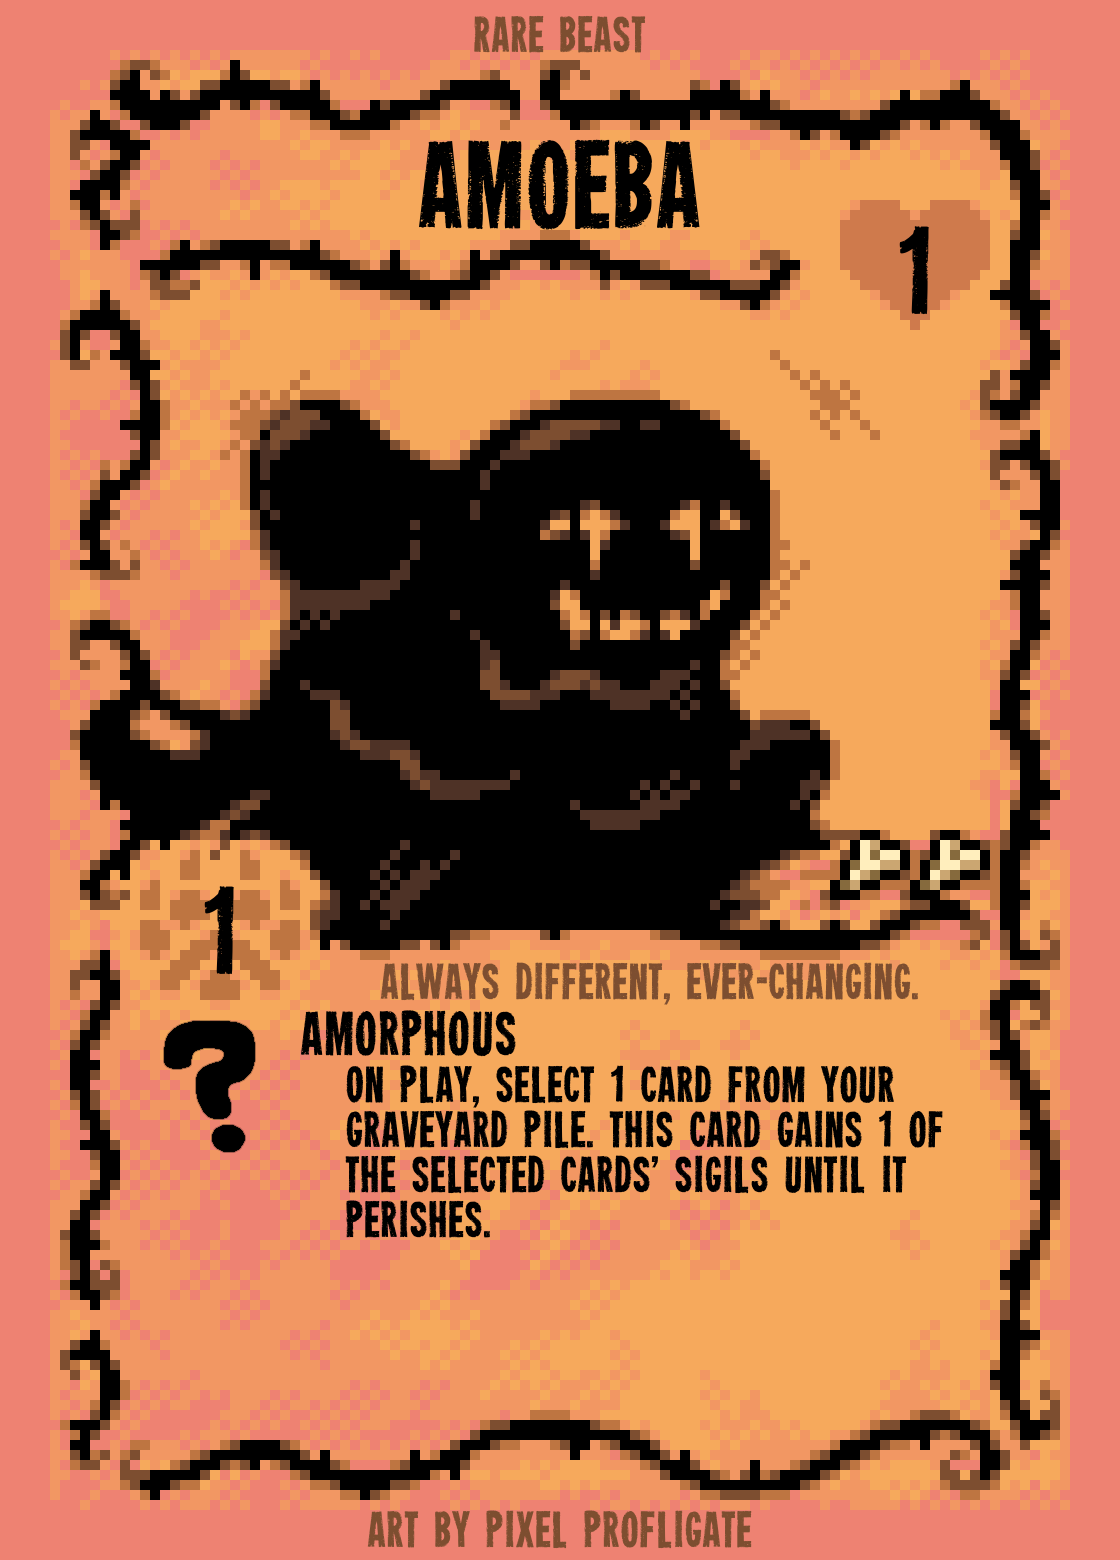 RARE BEAST
AMOEBA
1
1
ALWAYS DIFFERENT, EVER-CHANGING.
?
AMORPHOUS
ON PLAY, SELECT 1 CARD FROM YOUR
GRAVEYARD PILE. THIS CARD GAINS 1 OF
THE SELECTED CARDS' SIGILS UNTIL IT
PERISHES.
ART BY PIXEL PROFLIGATE